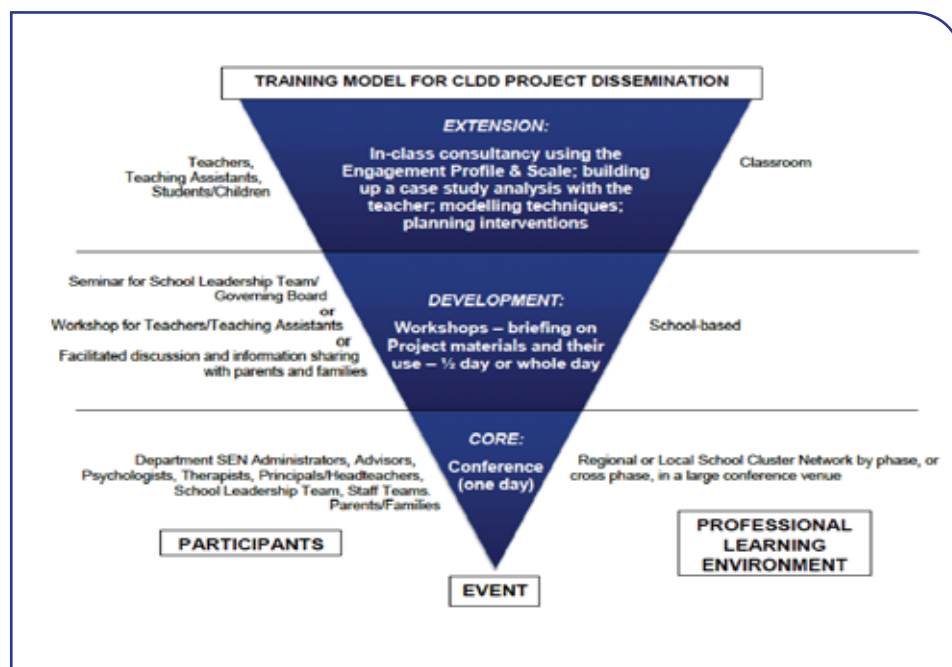 TRAINING MODEL FOR CLDD PROJECT DISSEMINATION
EXTENSION:
In-class consultancy using the
Engagement Profile & Scale; building
up a case study analysis with the
teacher; modelling techniques;
planning interventions
Teachers,
Teaching Assistants,
Students/Children
Classroom
Seminar for School Leadership Team/
Governing Board
or
Workshop for Teachers/Teaching Assistants
or
Facilitated discussion and information sharing
with parents and families
DEVELOPMENT:
Workshops – briefing on
Project materials and their
use – ½ day or whole day
School-based
CORE:
Conference
(one day)
Department SEN Administrators, Advisors,
Psychologists, Therapists, Principals/Headteachers,
School Leadership Team, Staff Teams.
Parents/Families
Regional or Local School Cluster Network by phase, or
cross phase, in a large conference venue
PARTICIPANTS
PROFESSIONAL
LEARNING
ENVIRONMENT
EVENT